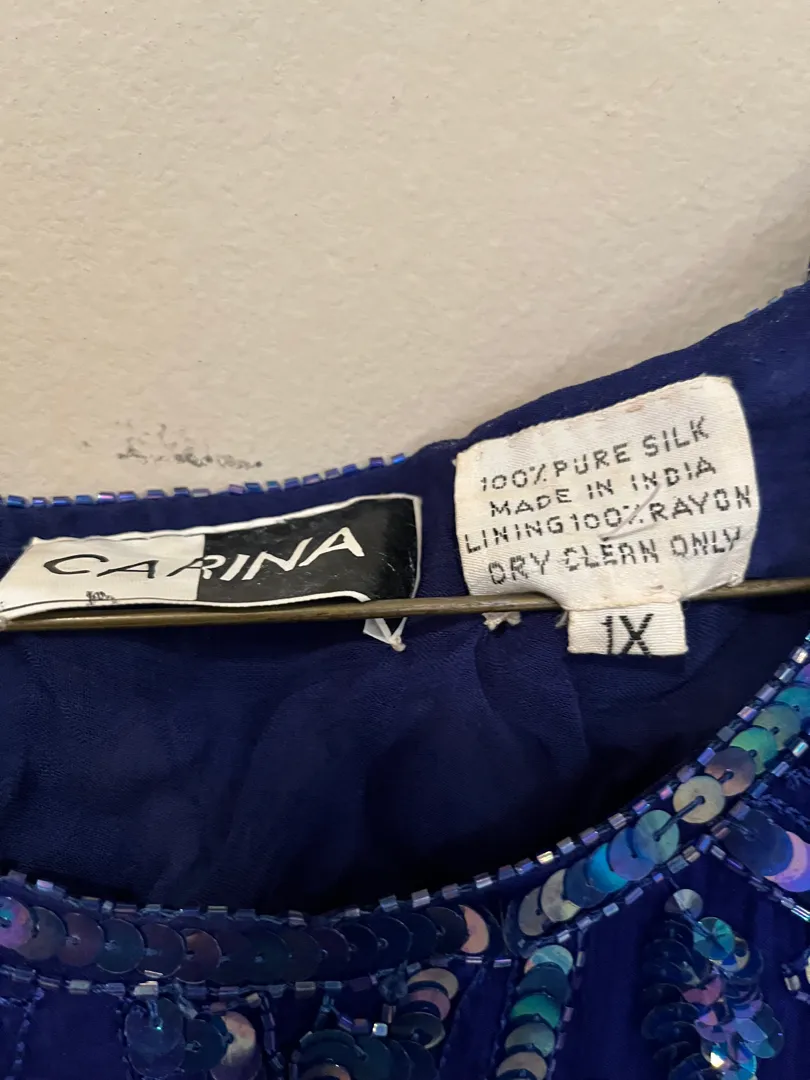 CARINA
100% PURE SILK
MADE IN INDIA
LINING 100% RAYON
DRY CLEAN ONLY
1X